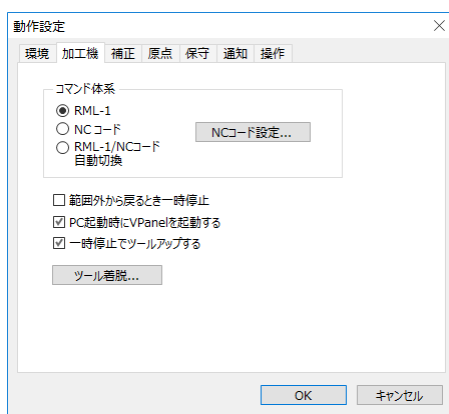 動作設定
環境 加工機 補正 原点 保守 通知 操作
コマンド体系
RML-1
NCコード
NCコード設定...
RML-1/NCコード
自動切換
範囲外から戻るとき一時停止
PC起動時にVPanelを起動する
一時停止でツールアップする
ツール着脱...
OK キャンセル